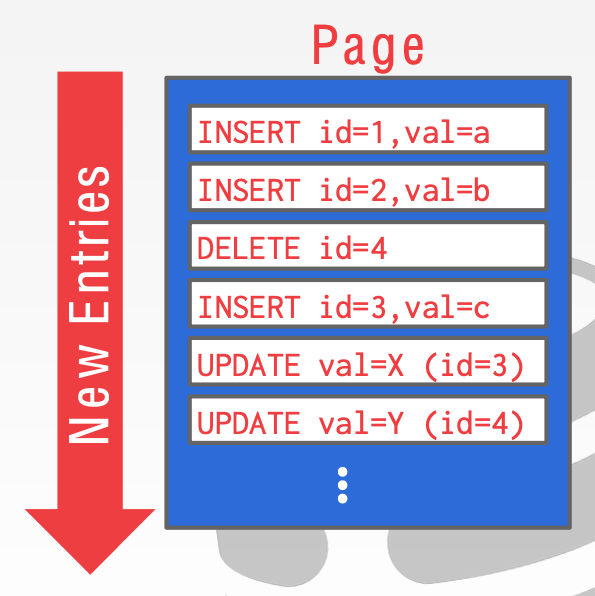 Page
New Entries
INSERT id=1,val=a
INSERT id=2,val=b
DELETE id=4
INSERT id=3,val=c
UPDATE val=X (id=3)
UPDATE val=Y (id=4)